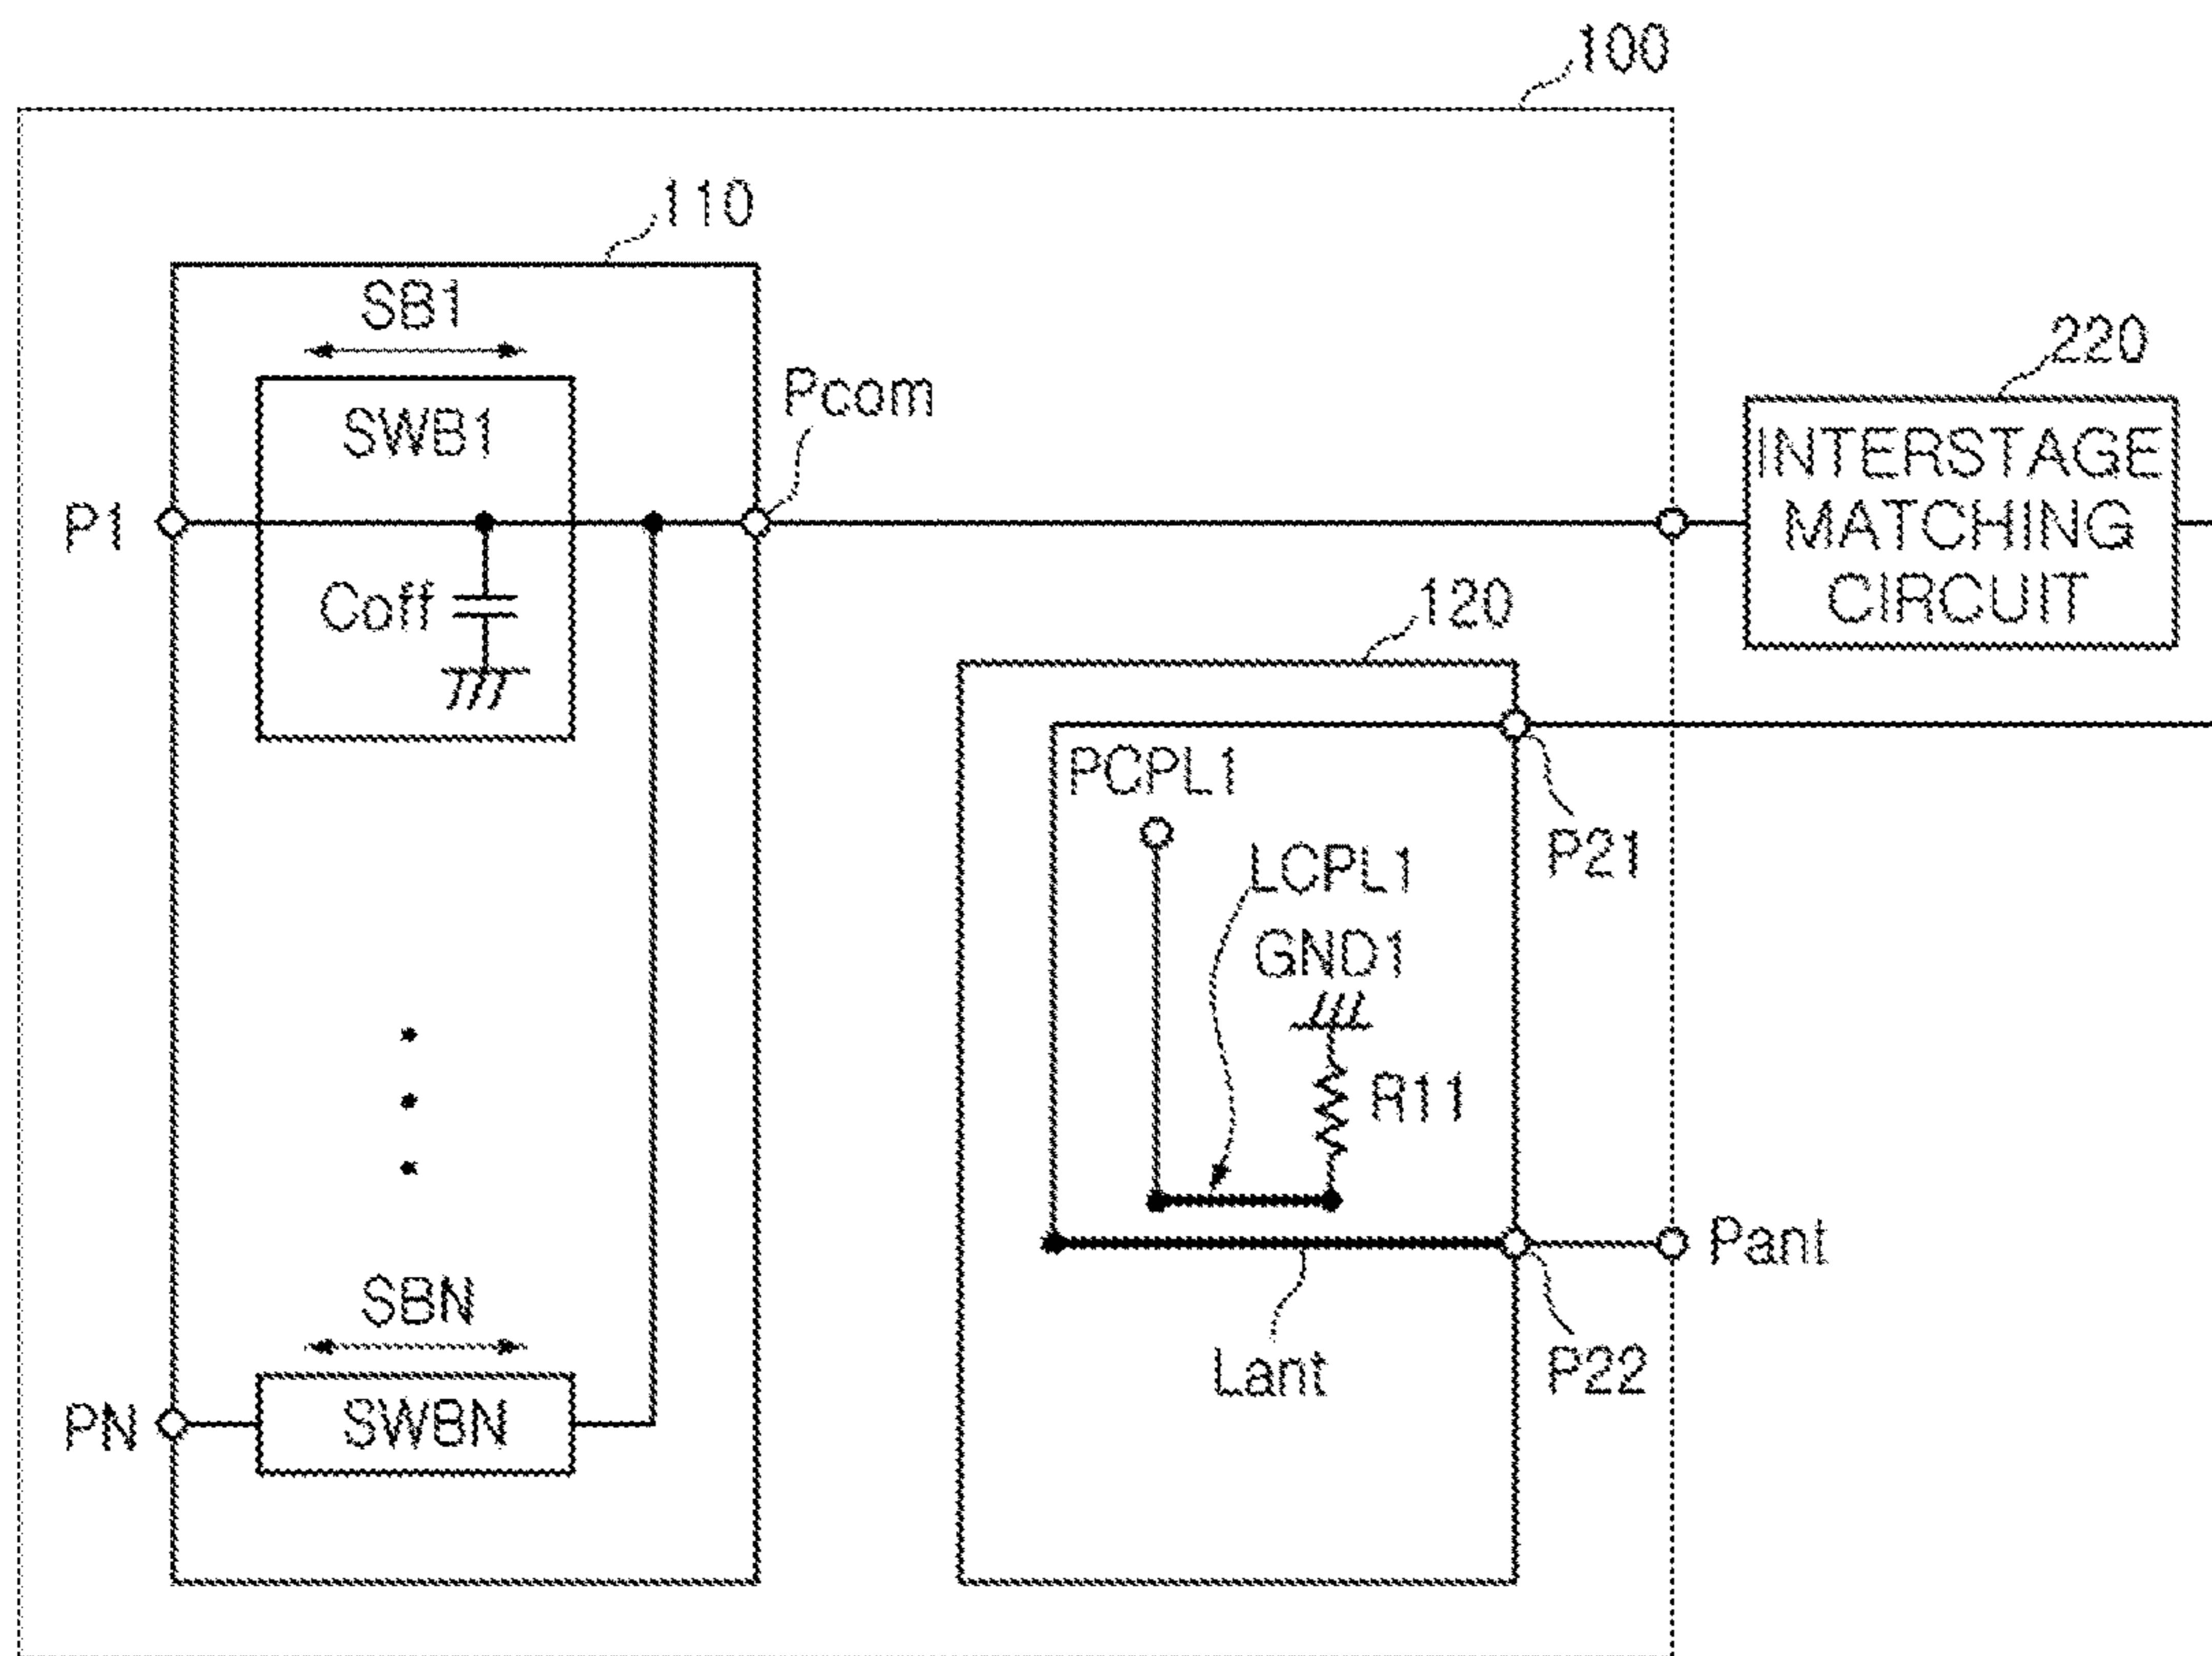 100
110
SB1
220
Pcom
SWB1
INTERSTAGE
MATCHING
CIRCUIT
P1
Coff
120
PCPL1
P21
LCPL1
GND1
R11
Pant
SBN
Lant
P22
PN
SWBN